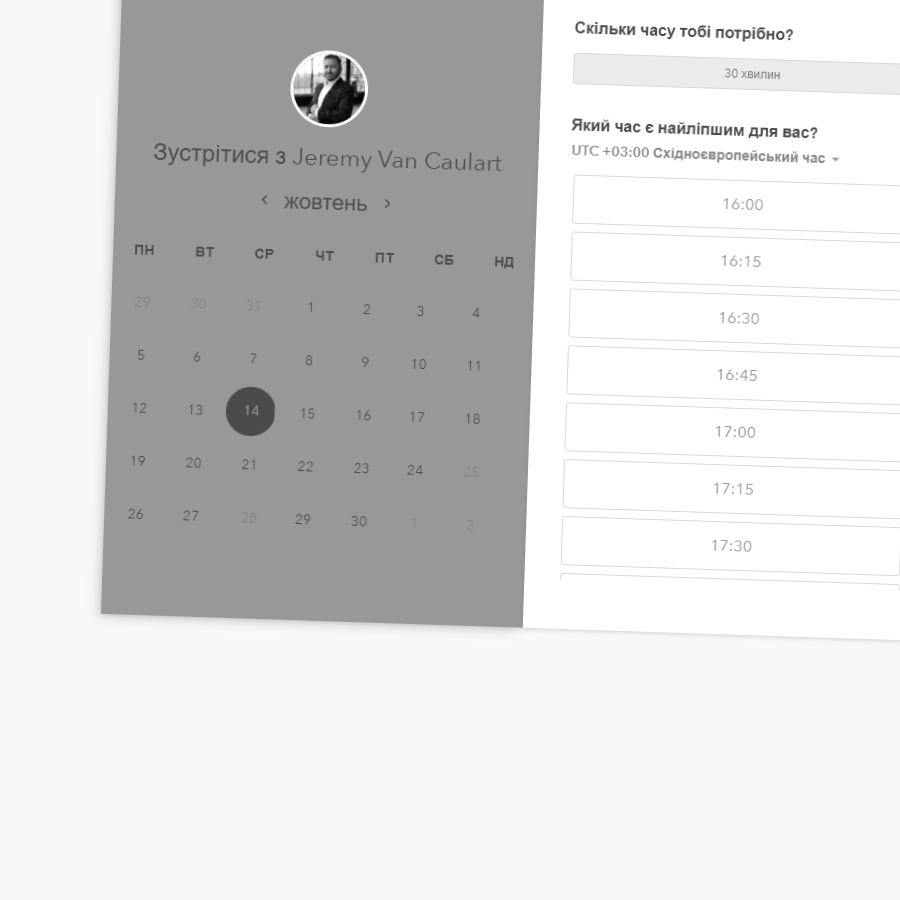 Зустрітися з Jeremy Van Caulart
жовтень
ПН ВТ СР ЧТ ПТ СБ НД
29 30 31 1 2 3 4
5 6 7 8 9 10 11
12 13 14 15 16 17 18
19 20 21 22 23 24 25
26 27 28 29 30 1 2
Скільки часу тобі потрібно?
30 хвилин
Який час є найліпшим для вас?
UTC +03:00 Східноєвропейський час
16:00
16:15
16:30
16:45
17:00
17:15
17:30